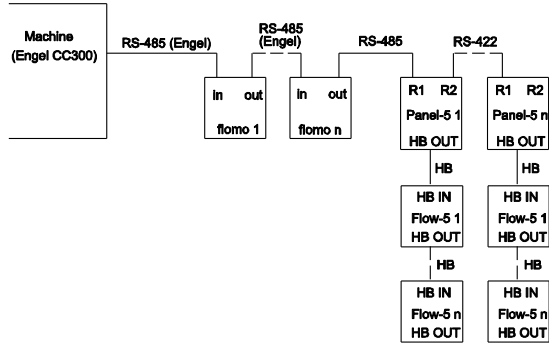 Machine
(Engel CC300)
RS-485 (Engel)
RS-485
(Engel)
RS-485
RS-422
in out
flomo 1
in out
flomo n
R1 R2
Panel-5 1
HB OUT
R1 R2
Panel-5 n
HB OUT
HB
HB
HB IN
Flow-5 1
HB OUT
HB IN
Flow-5 1
HB OUT
HB
HB
HB IN
Flow-5 n
HB OUT
HB IN
Flow-5 n
HB OUT